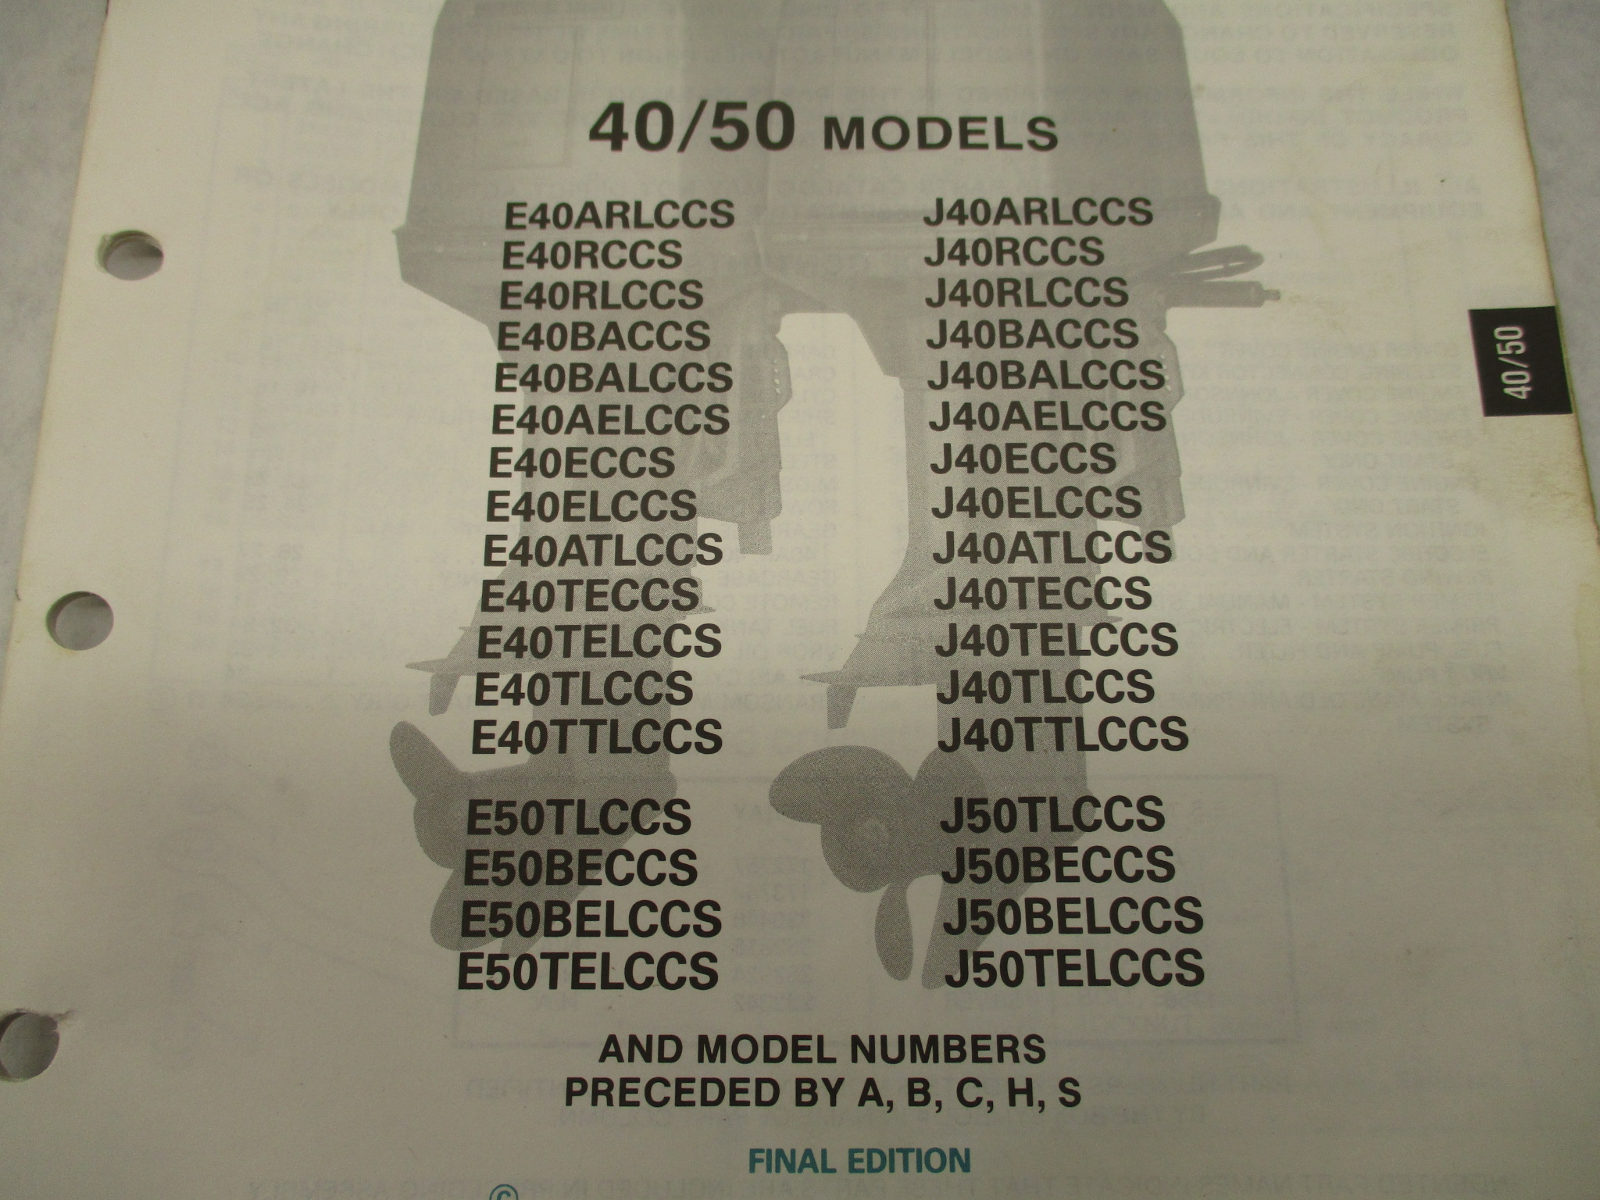 40/50 MODELS
E40ARLCCS J40ARLCCS
E40RCCS J40RCCS
E40RLCCS J40RLCCS
E40BACCS J40BACCS
E40BALCCS J40BALCCS
E40AELCCS J40AELCCS
E40ECCS J40ECCS
E40ELCCS J40ELCCS
E40ATLCCS J40ATLCCS
E40TECCS J40TECCS
E40TELCCS J40TELCCS
E40TLCCS J40TLCCS
E40TTLCCS J40TTLCCS
E50TLCCS J50TLCCS
E50BECCS J50BECCS
E50BELCCS J50BELCCS
E50TELCCS J50TELCCS
AND MODEL NUMBERS
PRECEDED BY A, B, C, H, S
FINAL EDITION
©
40/50